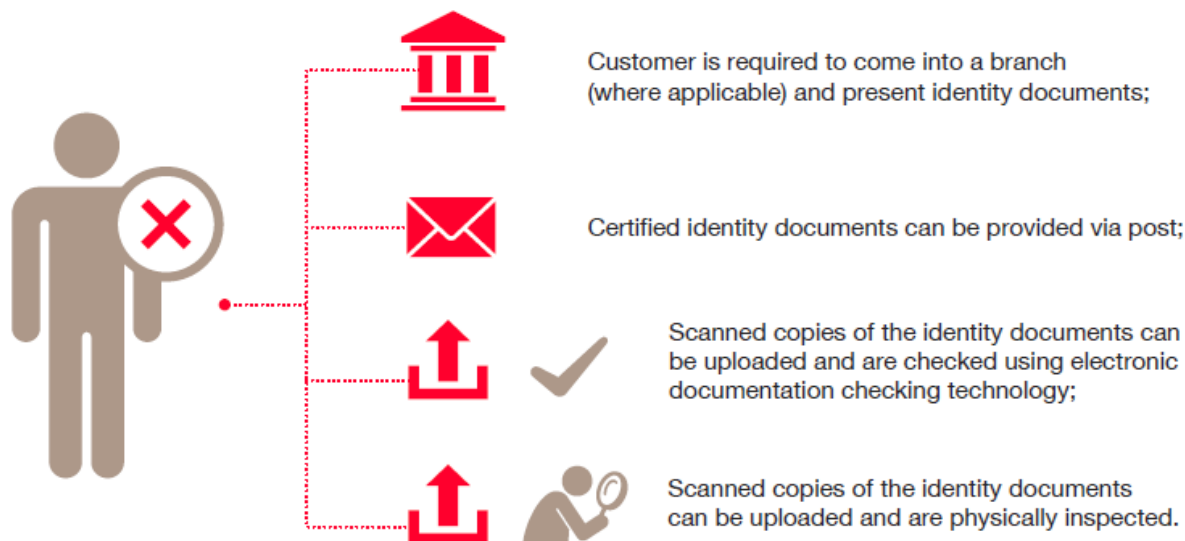 Customer is required to come into a branch
(where applicable) and present identity documents;
Certified identity documents can be provided via post;
Scanned copies of the identity documents can
be uploaded and are checked using electronic
documentation checking technology;
Scanned copies of the identity documents
can be uploaded and are physically inspected.